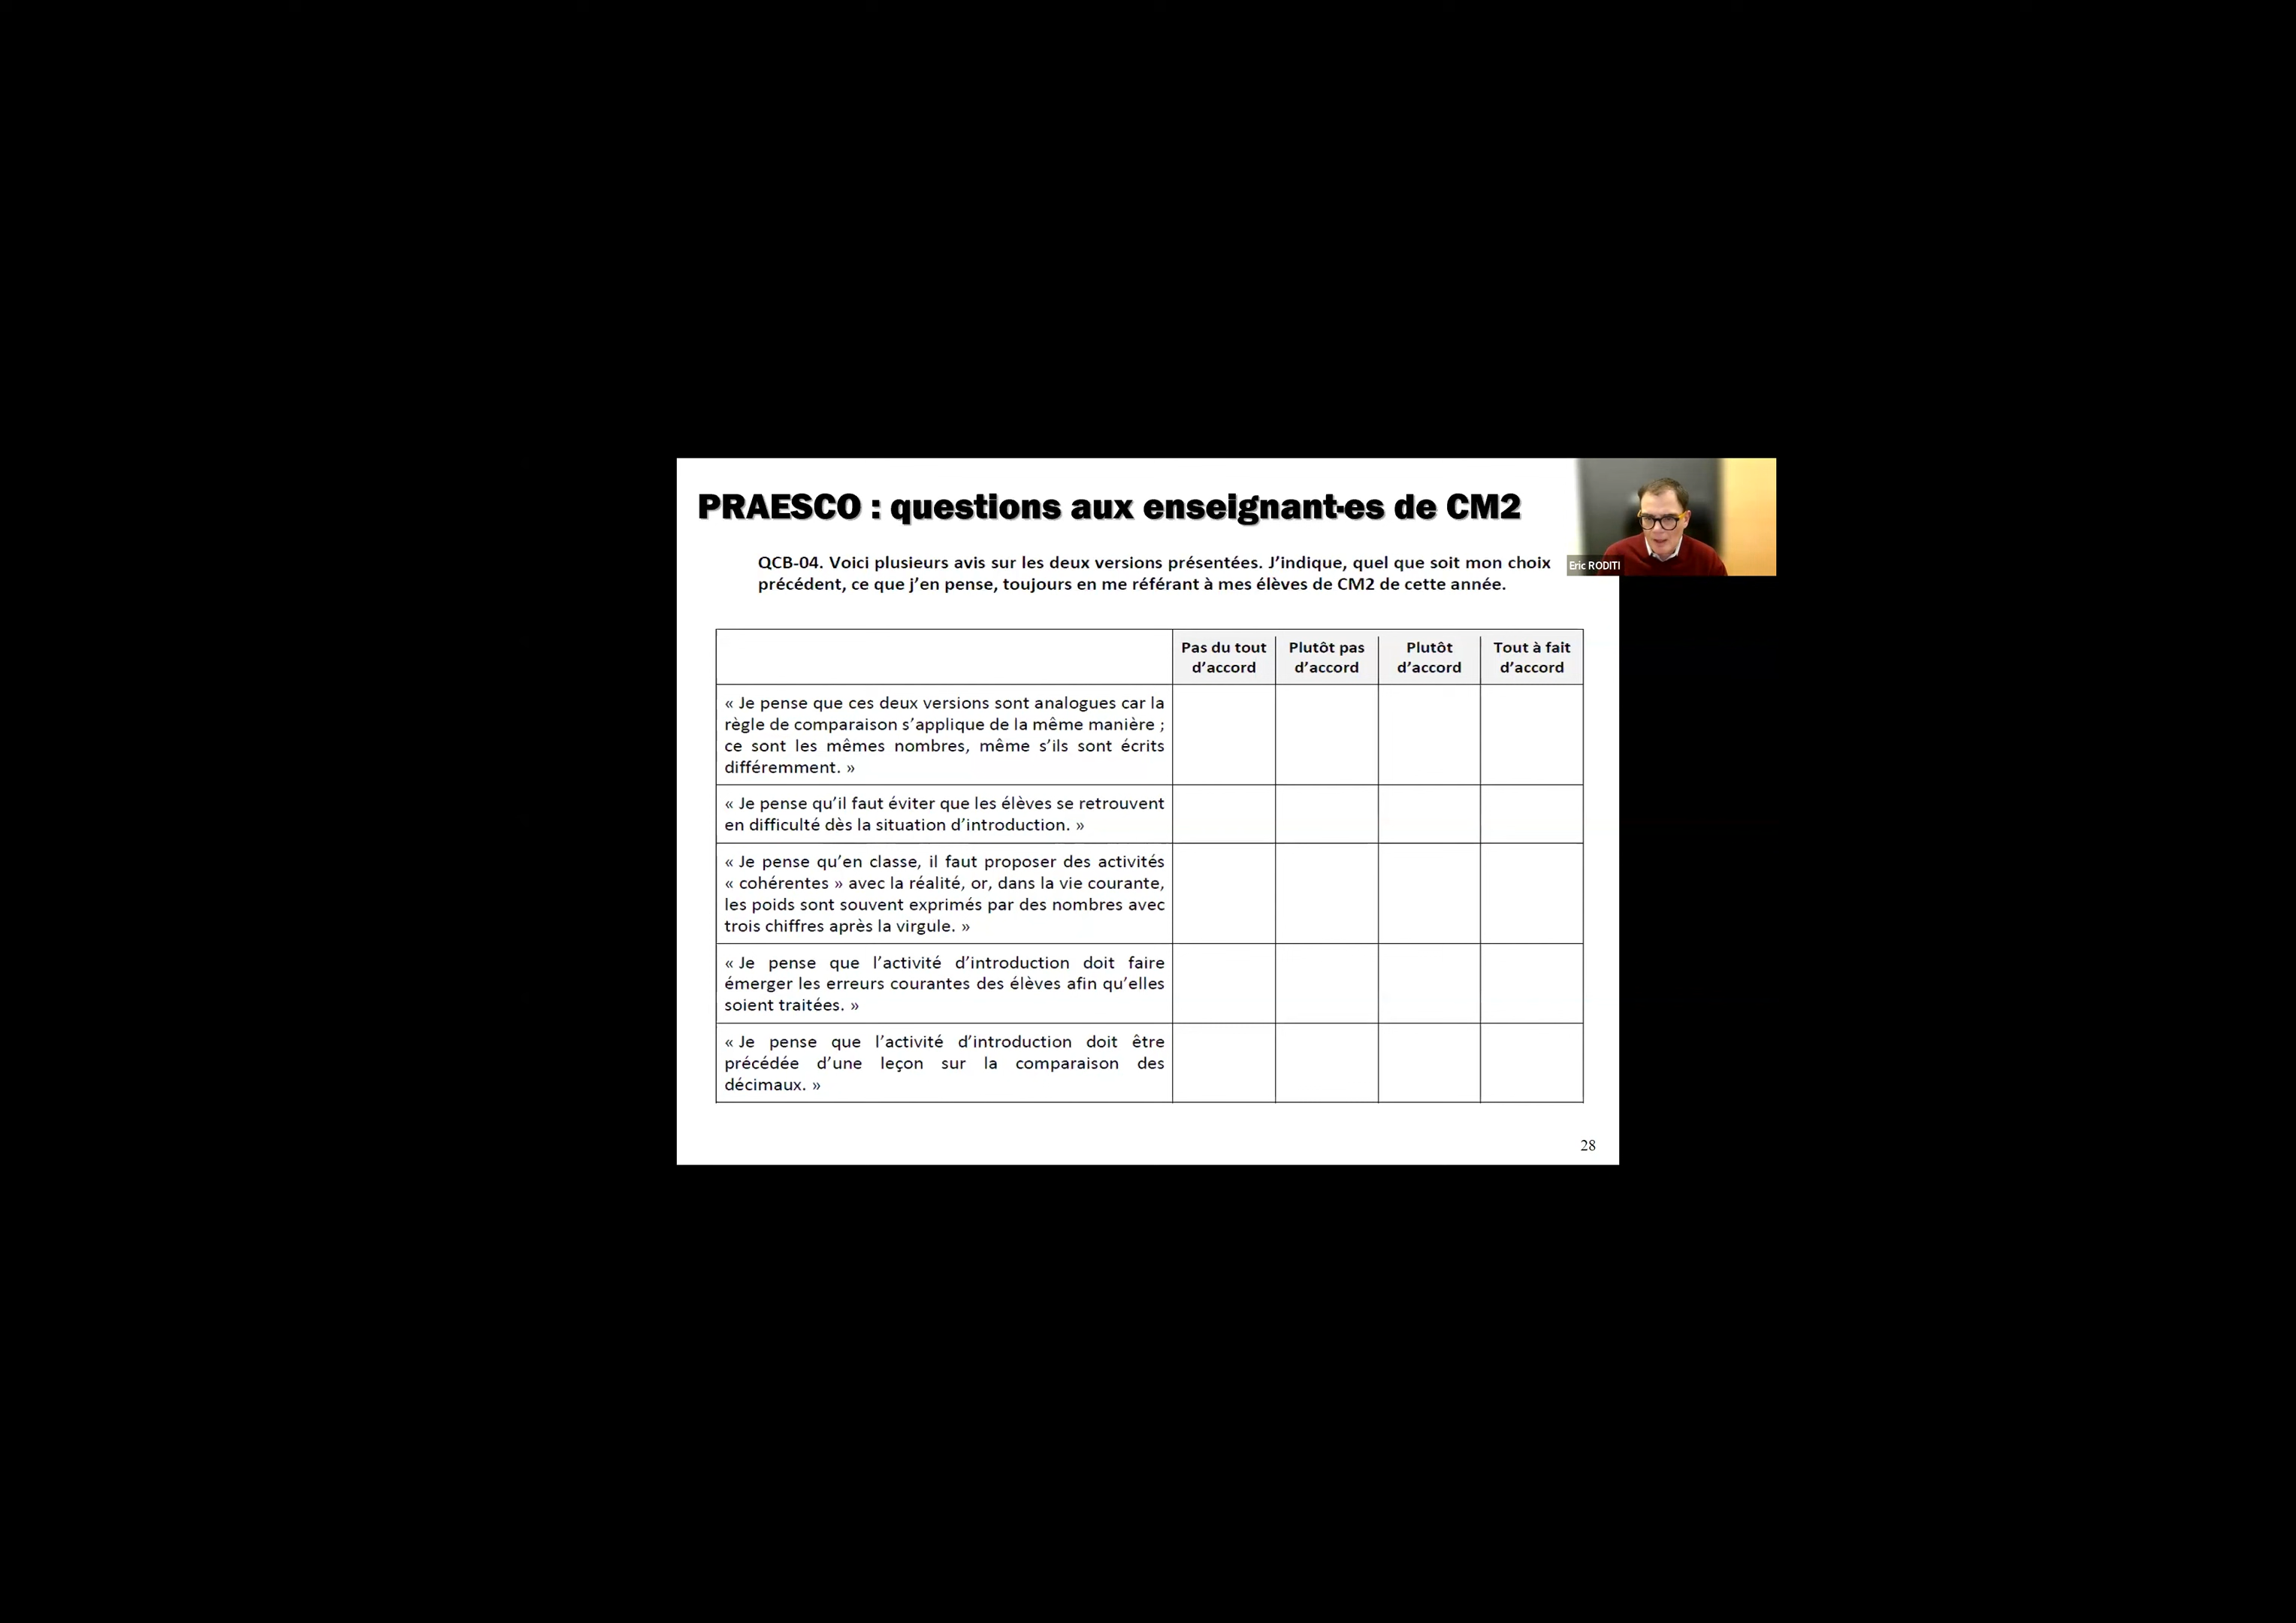 PRAESCO : questions aux enseignant·es de CM2
Eric RODITI
QCB-04. Voici plusieurs avis sur les deux versions présentées. J’indique, quel que soit mon choix
précédent, ce que j’en pense, toujours en me référant à mes élèves de CM2 de cette année.
Pas du tout
d’accord
Plutôt pas
d’accord
Plutôt
d’accord
Tout à fait
d’accord
« Je pense que ces deux versions sont analogues car la
règle de comparaison s’applique de la même manière ;
ce sont les mêmes nombres, même s’ils sont écrits
différemment. »
« Je pense qu’il faut éviter que les élèves se retrouvent
en difficulté dès la situation d’introduction. »
« Je pense qu’en classe, il faut proposer des activités
« cohérentes » avec la réalité, or, dans la vie courante,
les poids sont souvent exprimés par des nombres avec
trois chiffres après la virgule. »
« Je pense que l’activité d’introduction doit faire
émerger les erreurs courantes des élèves afin qu’elles
soient traitées. »
« Je pense que l’activité d’introduction doit être
précédée d’une leçon sur la comparaison des
décimaux. »
28